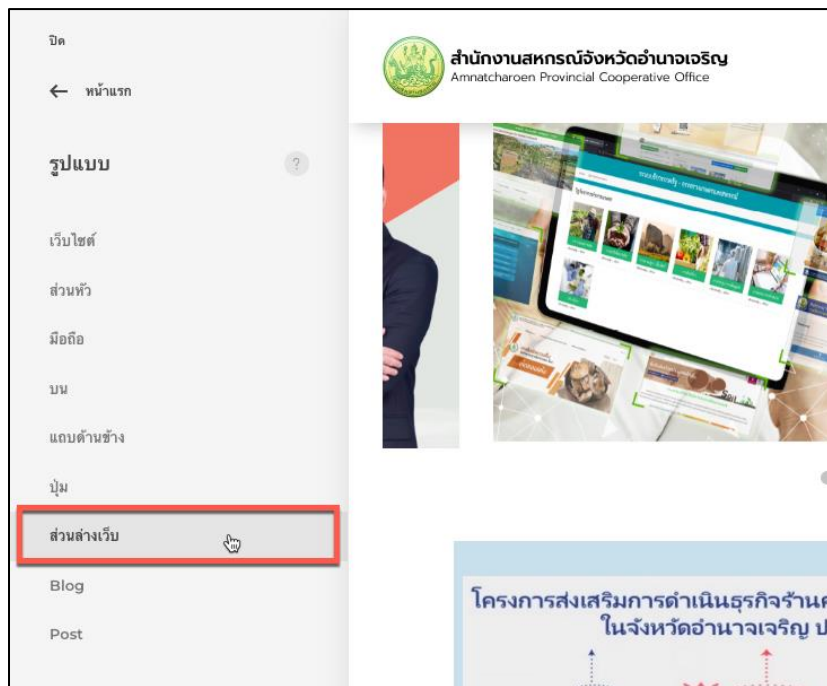 ปิด
← หน้าแรก
รูปแบบ
?
เว็บไซต์
ส่วนหัว
มือถือ
บน
แถบด้านข้าง
ปุ่ม
ส่วนล่างเว็บ
Blog
Post
สำนักงานสหกรณ์จังหวัดอำนาจเจริญ
Amnatcharoen Provincial Cooperative Office
โครงการส่งเสริมการดำเนินธุรกิจร้าน
ในจังหวัดอำนาจเจริญ